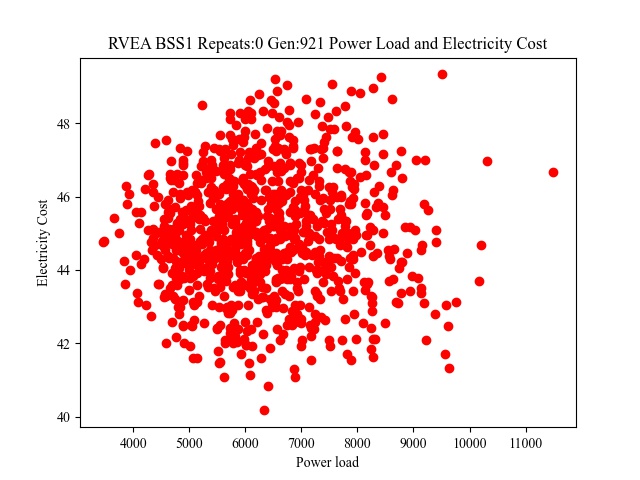 RVEA BSS1 Repeats:0 Gen:921 Power Load and Electricity Cost
Electricity Cost
48
46
44
42
40
4000 5000 6000 7000 8000 9000 10000 11000
Power load